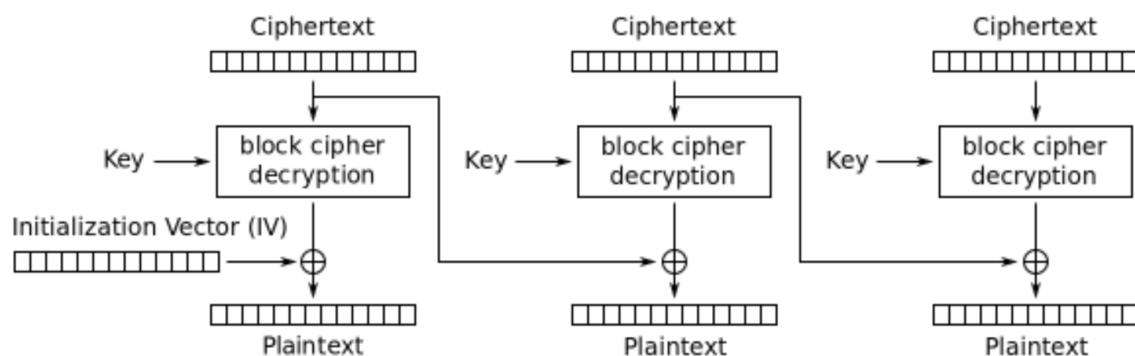 Ciphertext Ciphertext Ciphertext
Key block cipher decryption Key block cipher decryption Key block cipher decryption
Initialization Vector (IV)
Plaintext Plaintext Plaintext